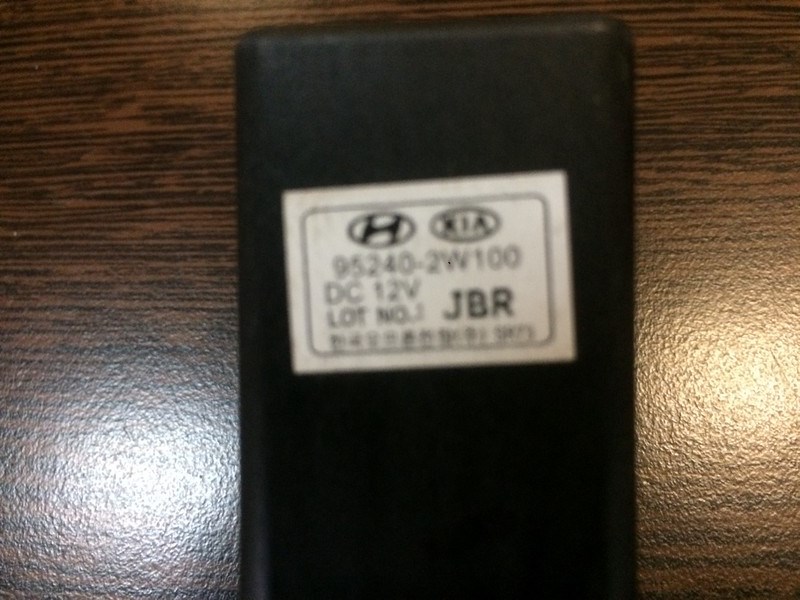 H KIA
95240-2W100
DC 12V
LOT NO.: JBR